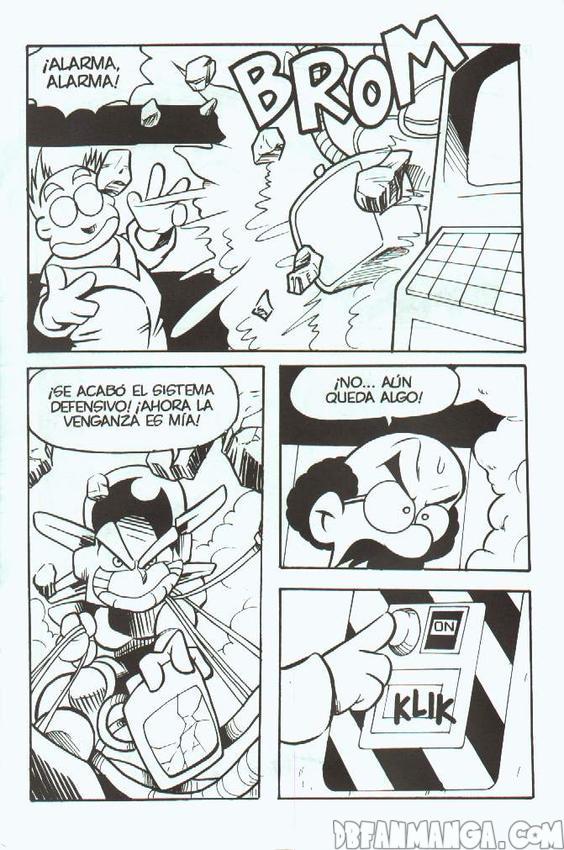 ¡ALARMA,
ALARMA!
BROM
¡SE ACABÓ EL SISTEMA
DEFENSIVO! ¡AHORA LA
VENGANZA ES MÍA!
¡NO... AÚN
QUEDA ALGO!
ON
KLIK
DBFANMANGA.COM